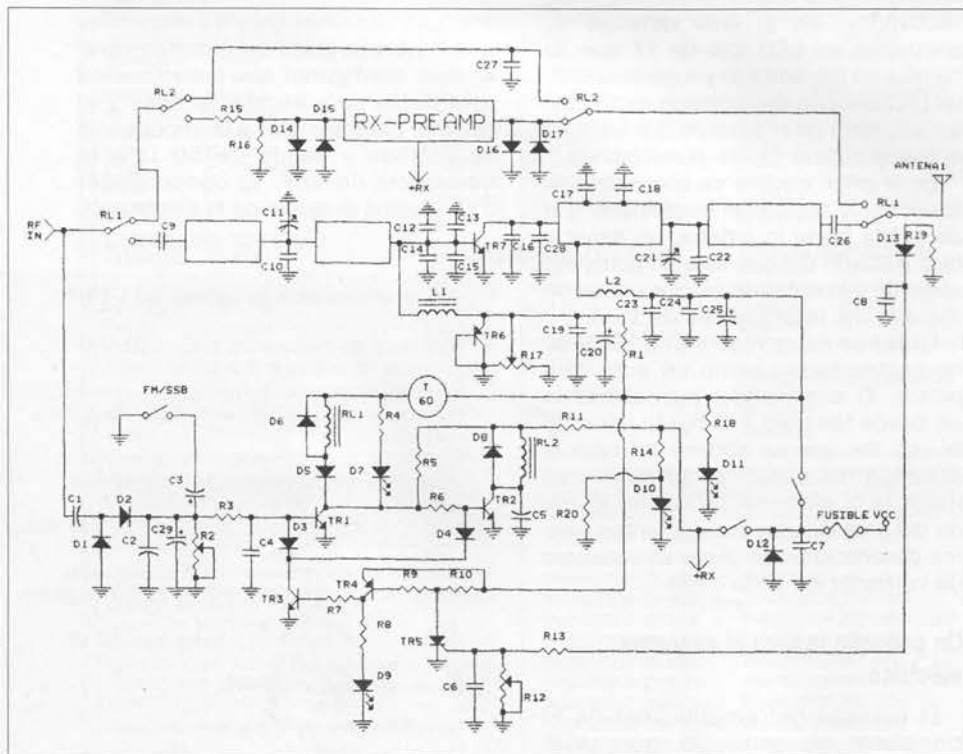 C27
RL2
R15
D15
RX-PREAMP
RL2
D14
R16
D16
D17
+RX
ANTENA1
C17
C18
RL1
RF
IN
RL1
C9
C11
C12
C13
C26
D13
R19
C14
TR7
C16
C28
C10
C15
C21
C22
L1
L2
C8
C23
C24
C25
TR6
C19
C20
R1
R17
T
60
FM/SSB
D6
RL1
R4
R11
D8
RL2
R18
R14
C3
D5
D7
R5
D11
C1
D2
R3
R6
TR2
D10
C5
R20
FUSIBLE VCC
D3
TR1
D4
C2
C29
R2
D1
C4
D12
+RX
TR4
R9
R10
TR3
R7
R8
TR5
R13
D9
C6
R12